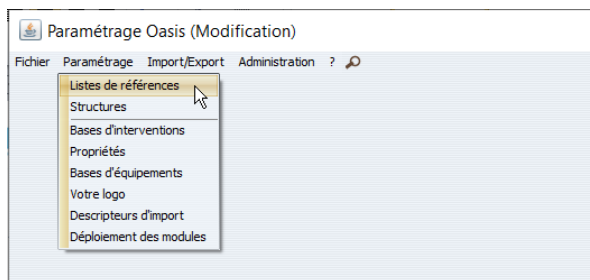 Paramétrage Oasis (Modification)
Fichier Paramétrage Import/Export Administration ?
Listes de références
Structures
Bases d'interventions
Propriétés
Bases d'équipements
Votre logo
Descripteurs d'import
Déploiement des modules